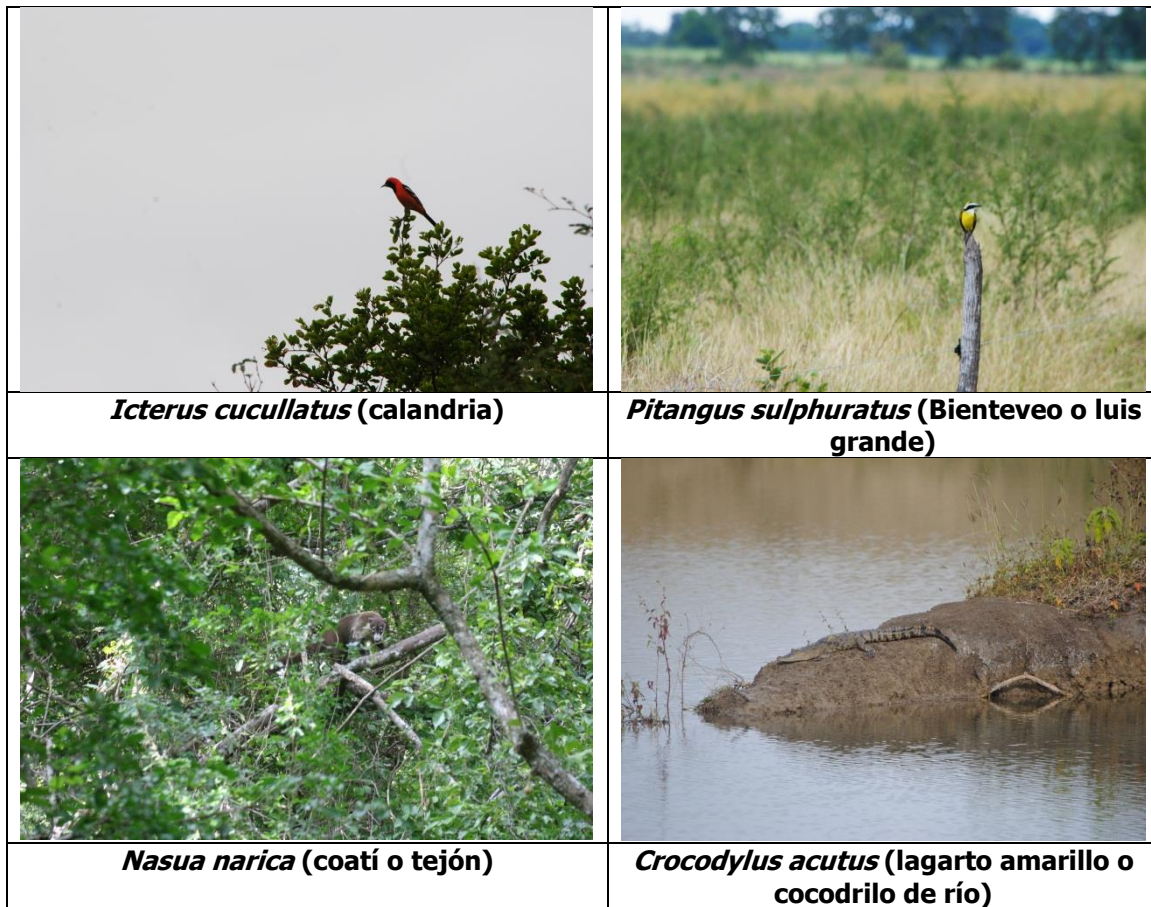 Icterus cucullatus (calandria)
Pitangus sulphuratus (Bienteveo o luis
grande)
Nasua narica (coatí o tejón)
Crocodylus acutus (lagarto amarillo o
cocodrilo de río)